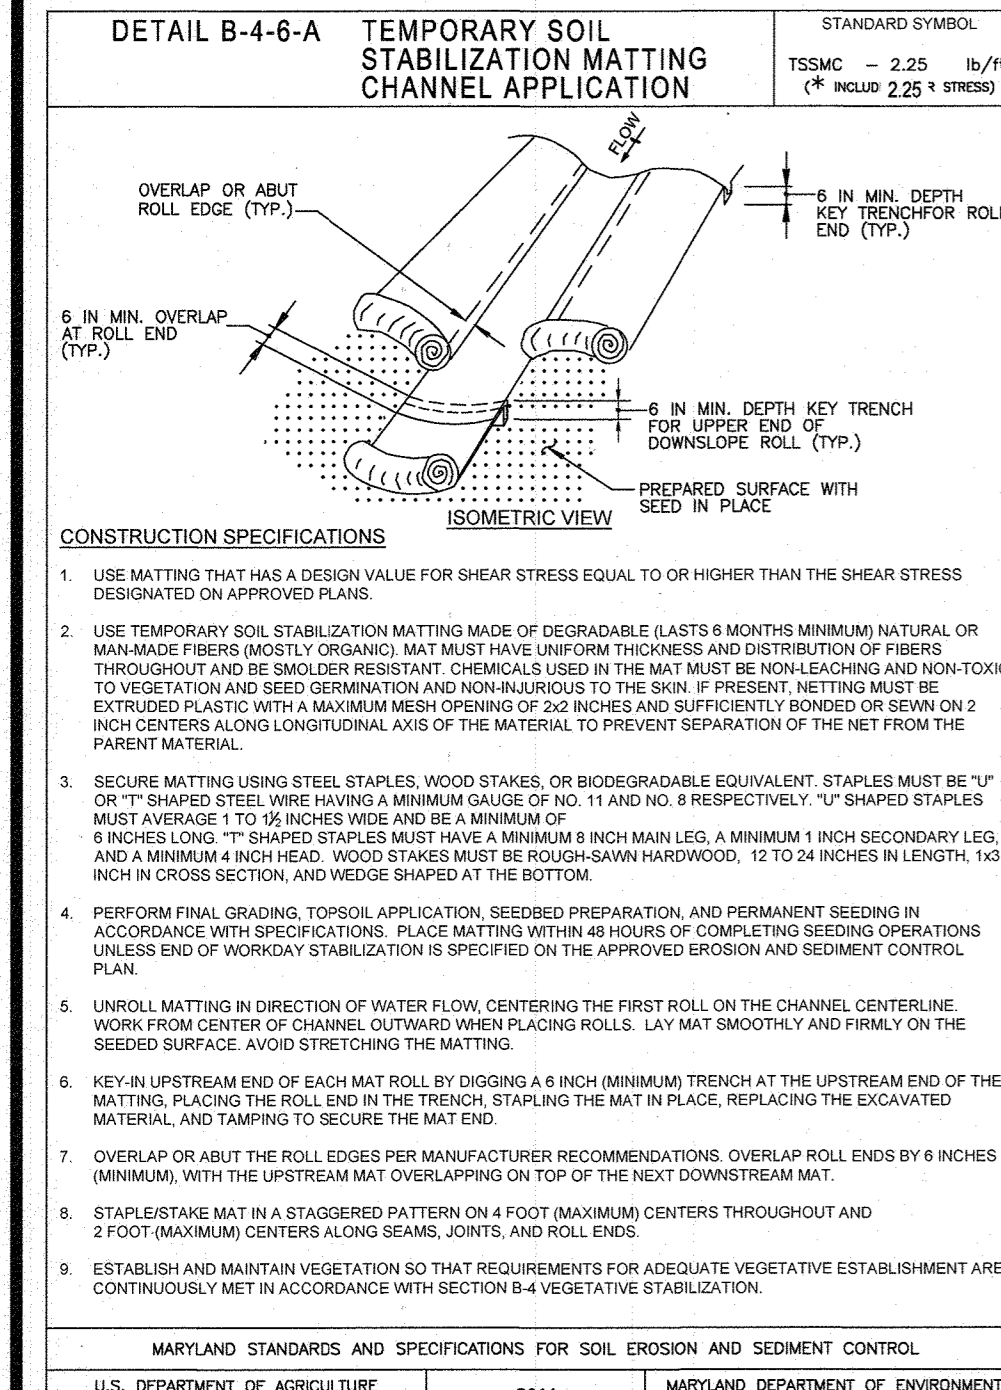 DETAIL B-4-6-A
TEMPORARY SOIL
STABILIZATION MATTING
CHANNEL APPLICATION
STANDARD SYMBOL
TSSMC – 2.25 lb/ft
(* INCLUD 2.25 R STRESS)
FLOW
OVERLAP OR ABUT
ROLL EDGE (TYP.)
6 IN MIN. DEPTH
KEY TRENCHFOR ROLL
END (TYP.)
6 IN MIN. OVERLAP
AT ROLL END
(TYP.)
6 IN MIN. DEPTH KEY TRENCH
FOR UPPER END OF
DOWNSLOPE ROLL (TYP.)
PREPARED SURFACE WITH
SEED IN PLACE
ISOMETRIC VIEW
CONSTRUCTION SPECIFICATIONS
1. USE MATTING THAT HAS A DESIGN VALUE FOR SHEAR STRESS EQUAL TO OR HIGHER THAN THE SHEAR STRESS
DESIGNATED ON APPROVED PLANS.
2. USE TEMPORARY SOIL STABILIZATION MATTING MADE OF DEGRADABLE (LASTS 6 MONTHS MINIMUM) NATURAL OR
MAN-MADE FIBERS (MOSTLY ORGANIC). MAT MUST HAVE UNIFORM THICKNESS AND DISTRIBUTION OF FIBERS
THROUGHOUT AND BE SMOLDER RESISTANT. CHEMICALS USED IN THE MAT MUST BE NON-LEACHING AND NON-TOXIC
TO VEGETATION AND SEED GERMINATION AND NON-INJURIOUS TO THE SKIN. IF PRESENT, NETTING MUST BE
EXTRUDED PLASTIC WITH A MAXIMUM MESH OPENING OF 2x2 INCHES AND SUFFICIENTLY BONDED OR SEWN ON 2
INCH CENTERS ALONG LONGITUDINAL AXIS OF THE MATERIAL TO PREVENT SEPARATION OF THE NET FROM THE
PARENT MATERIAL.
3. SECURE MATTING USING STEEL STAPLES, WOOD STAKES, OR BIODEGRADABLE EQUIVALENT. STAPLES MUST BE "U"
OR "T" SHAPED STEEL WIRE HAVING A MINIMUM GAUGE OF NO. 11 AND NO. 8 RESPECTIVELY. "U" SHAPED STAPLES
MUST AVERAGE 1 TO 1½ INCHES WIDE AND BE A MINIMUM OF
6 INCHES LONG. "T" SHAPED STAPLES MUST HAVE A MINIMUM 8 INCH MAIN LEG, A MINIMUM 1 INCH SECONDARY LEG,
AND A MINIMUM 4 INCH HEAD. WOOD STAKES MUST BE ROUGH-SAWN HARDWOOD, 12 TO 24 INCHES IN LENGTH, 1x3
INCH IN CROSS SECTION, AND WEDGE SHAPED AT THE BOTTOM.
4. PERFORM FINAL GRADING, TOPSOIL APPLICATION, SEEDBED PREPARATION, AND PERMANENT SEEDING IN
ACCORDANCE WITH SPECIFICATIONS. PLACE MATTING WITHIN 48 HOURS OF COMPLETING SEEDING OPERATIONS
UNLESS END OF WORKDAY STABILIZATION IS SPECIFIED ON THE APPROVED EROSION AND SEDIMENT CONTROL
PLAN.
5. UNROLL MATTING IN DIRECTION OF WATER FLOW, CENTERING THE FIRST ROLL ON THE CHANNEL CENTERLINE.
WORK FROM CENTER OF CHANNEL OUTWARD WHEN PLACING ROLLS. LAY MAT SMOOTHLY AND FIRMLY ON THE
SEEDED SURFACE. AVOID STRETCHING THE MATTING.
6. KEY-IN UPSTREAM END OF EACH MAT ROLL BY DIGGING A 6 INCH (MINIMUM) TRENCH AT THE UPSTREAM END OF THE
MATTING, PLACING THE ROLL END IN THE TRENCH, STAPLING THE MAT IN PLACE, REPLACING THE EXCAVATED
MATERIAL, AND TAMPING TO SECURE THE MAT END.
7. OVERLAP OR ABUT THE ROLL EDGES PER MANUFACTURER RECOMMENDATIONS. OVERLAP ROLL ENDS BY 6 INCHES
(MINIMUM), WITH THE UPSTREAM MAT OVERLAPPING ON TOP OF THE NEXT DOWNSTREAM MAT.
8. STAPLE/STAKE MAT IN A STAGGERED PATTERN ON 4 FOOT (MAXIMUM) CENTERS THROUGHOUT AND
2 FOOT (MAXIMUM) CENTERS ALONG SEAMS, JOINTS, AND ROLL ENDS.
9. ESTABLISH AND MAINTAIN VEGETATION SO THAT REQUIREMENTS FOR ADEQUATE VEGETATIVE ESTABLISHMENT ARE
CONTINUOUSLY MET IN ACCORDANCE WITH SECTION B-4 VEGETATIVE STABILIZATION.
MARYLAND STANDARDS AND SPECIFICATIONS FOR SOIL EROSION AND SEDIMENT CONTROL
U.S. DEPARTMENT OF AGRICULTURE
MARYLAND DEPARTMENT OF ENVIRONMENT